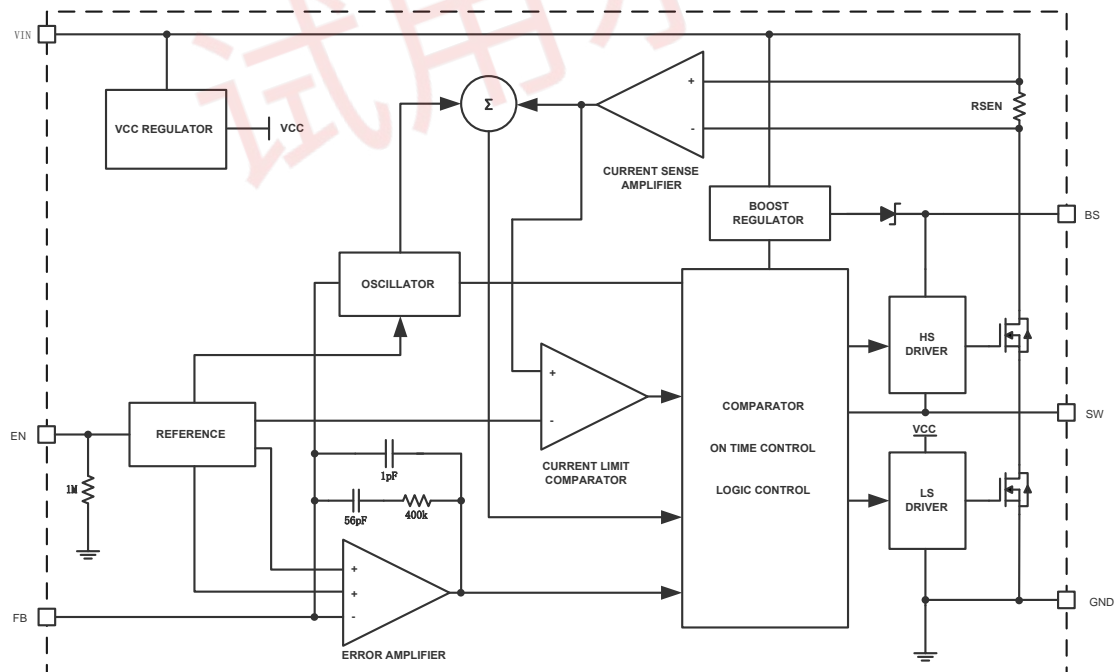 VIN
VCC REGULATOR
VCC
Σ
+
-
RSEN
CURRENT SENSE
AMPLIFIER
BOOST
REGULATOR
BS
OSCILLATOR
HS
DRIVER
+
-
COMPARATOR
ON TIME CONTROL
LOGIC CONTROL
SW
EN
REFERENCE
VCC
1M
1pF
CURRENT LIMIT
COMPARATOR
56pF
400k
LS
DRIVER
+
+
-
FB
GND
ERROR AMPLIFIER
试用